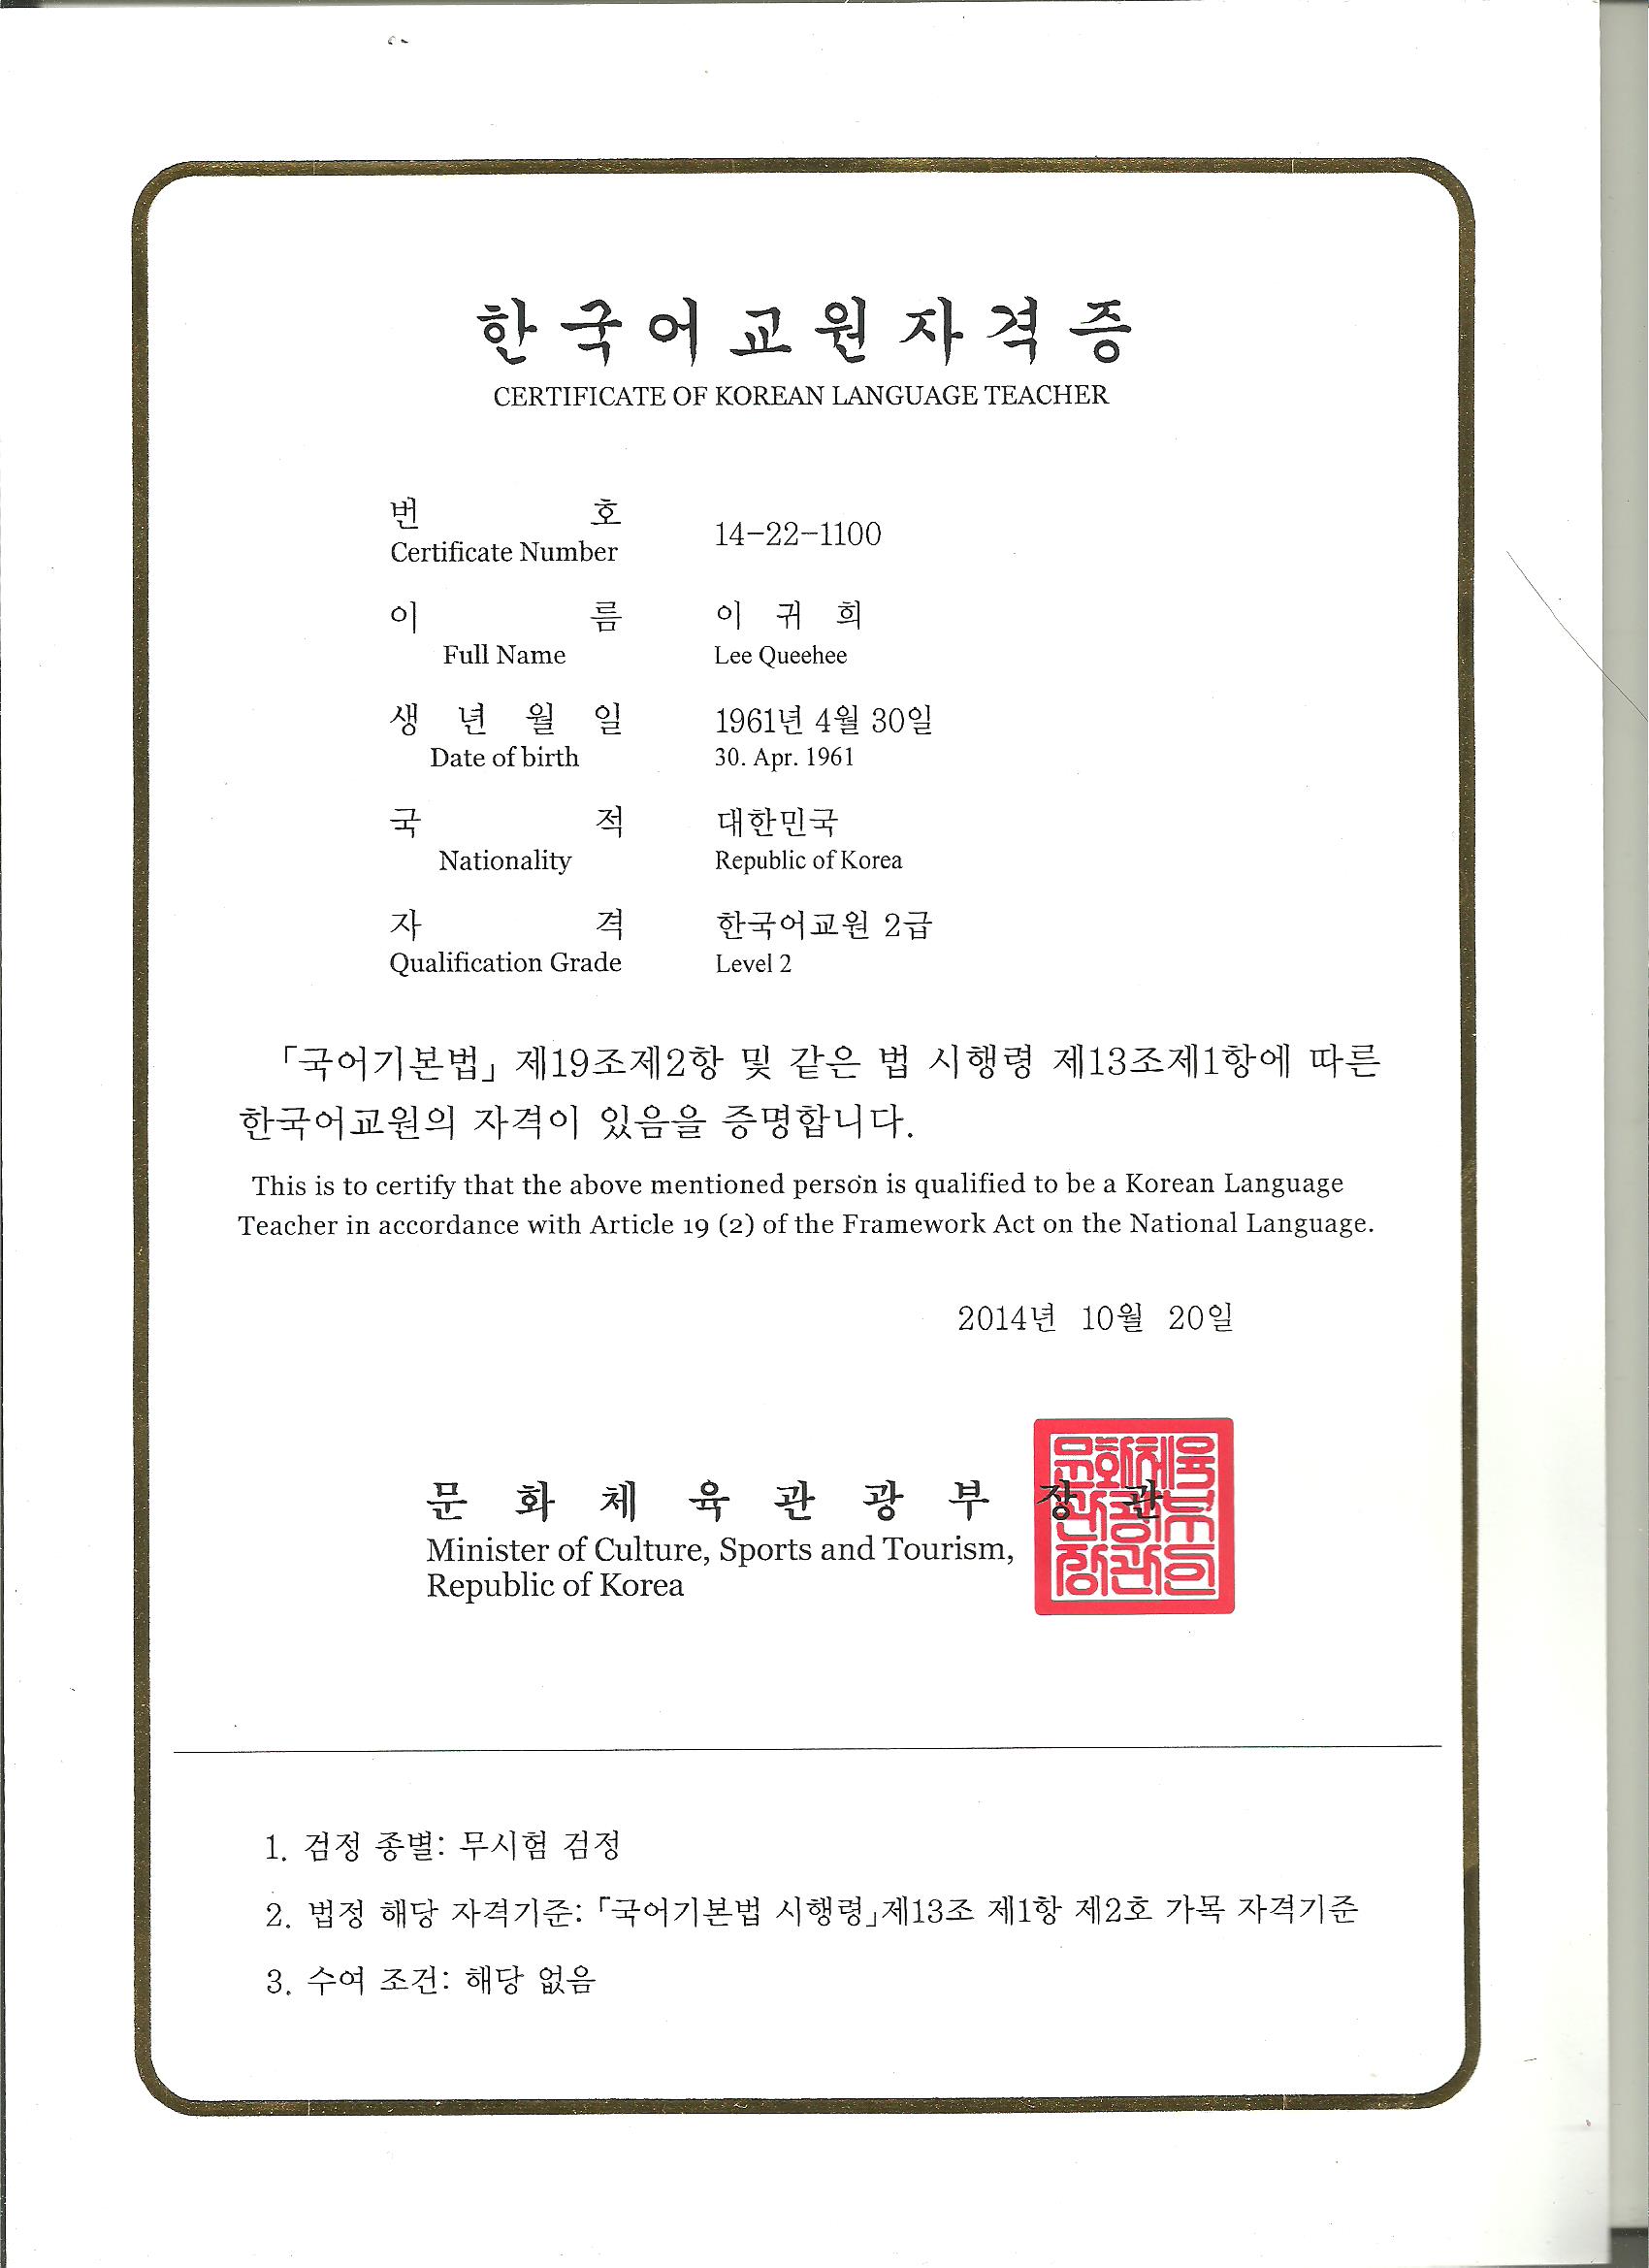 한국어교원자격증
CERTIFICATE OF KOREAN LANGUAGE TEACHER
번 호
Certificate Number
14-22-1100
이 름
이 귀 희
Full Name
Lee Queehee
생 년 월 일
1961년 4월 30일
Date of birth
30. Apr. 1961
국 적
대한민국
Nationality
Republic of Korea
자 격
한국어교원 2급
Qualification Grade
Level 2
「국어기본법」 제19조제2항 및 같은 법 시행령 제13조제1항에 따른
한국어교원의 자격이 있음을 증명합니다.
This is to certify that the above mentioned person is qualified to be a Korean Language
Teacher in accordance with Article 19 (2) of the Framework Act on the National Language.
2014년 10월 20일
문 화 체 육 관 광 부 장 관
Minister of Culture, Sports and Tourism,
Republic of Korea
문화체육
관광부
장관인
1. 검정 종별: 무시험 검정
2. 법정 해당 자격기준: 「국어기본법 시행령」제13조 제1항 제2호 가목 자격기준
3. 수여 조건: 해당 없음